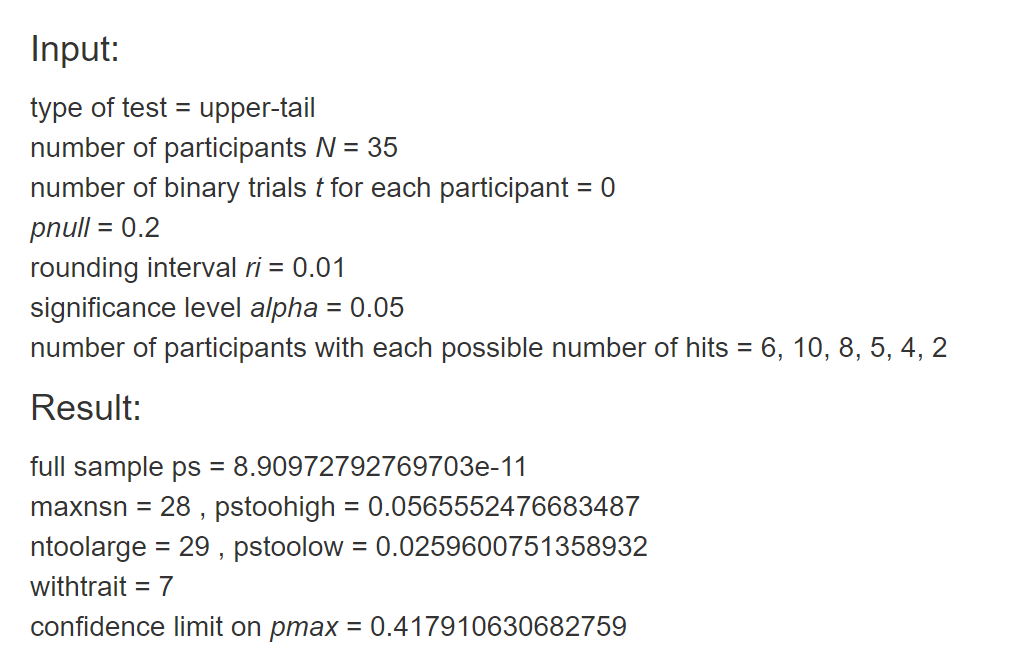 Input:
type of test = upper-tail
number of participants N = 35
number of binary trials t for each participant = 0
pnull = 0.2
rounding interval ri = 0.01
significance level alpha = 0.05
number of participants with each possible number of hits = 6, 10, 8, 5, 4, 2
Result:
full sample ps = 8.90972792769703e-11
maxnsn = 28 , pstoohigh = 0.0565552476683487
ntoolarge = 29 , pstoolow = 0.0259600751358932
withtrait = 7
confidence limit on pmax = 0.417910630682759